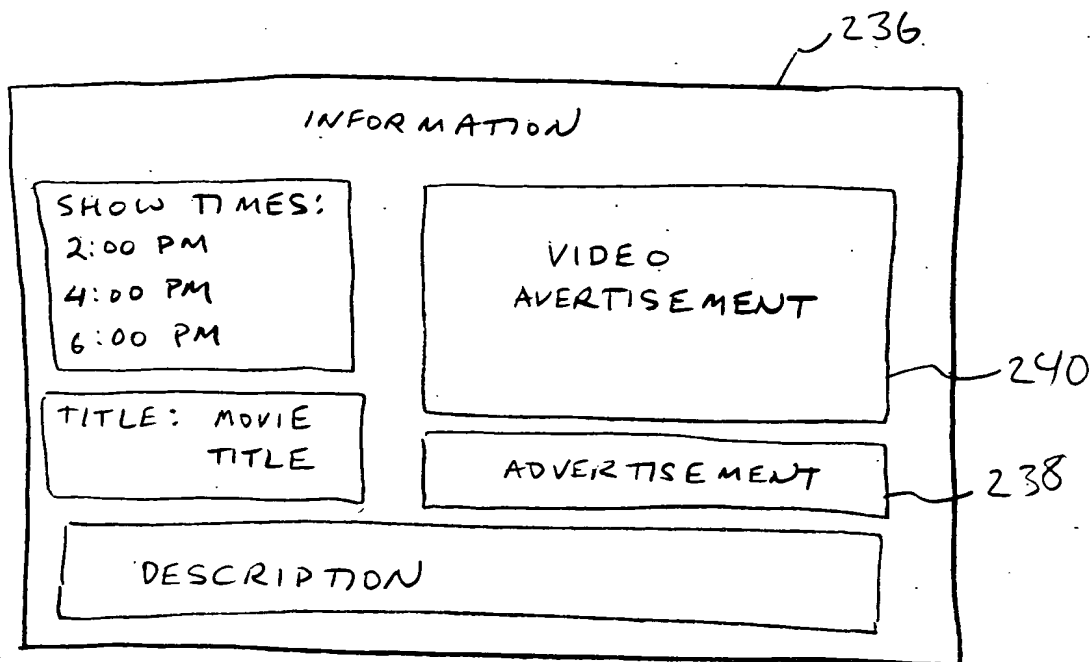 236
INFORMATION
SHOW TIMES:
2:00 PM
4:00 PM
6:00 PM
VIDEO
AVERTISEMENT
240
TITLE: MOVIE
TITLE
ADVERTISEMENT
238
DESCRIPTION